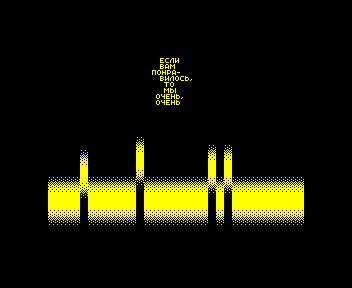 ЕСЛИ
ВАМ
ПОНРА-
ВИЛОСЬ,
ТО
МЫ
ОЧЕНЬ,
ОЧЕНЬ